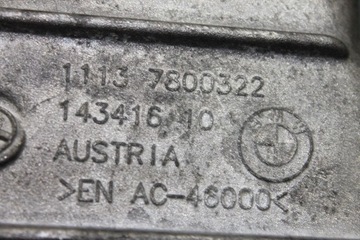 1113 7800322
143416 10
AUSTRIA
>EN AC-46000<